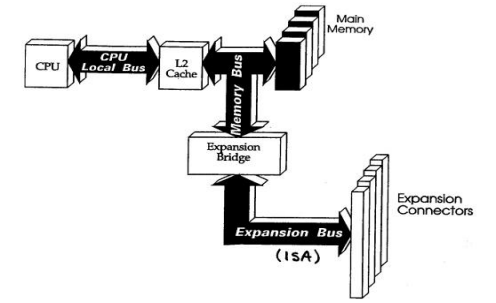 Main
Memory
CPU
CPU
Local Bus
L2
Cache
Memory Bus
Expansion
Bridge
Expansion
Connectors
Expansion Bus
(ISA)